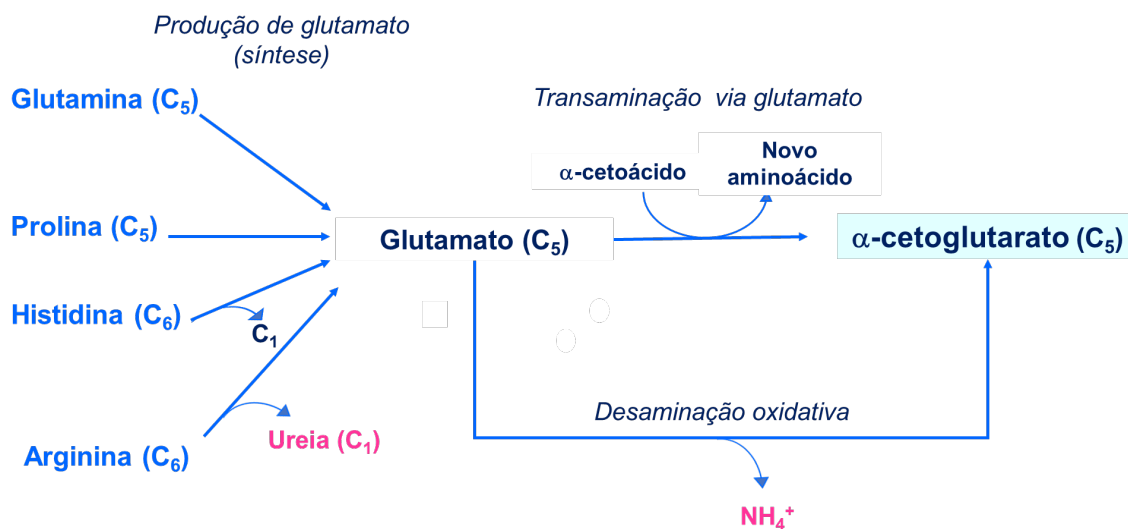 Produção de glutamato
(síntese)
Glutamina (C₅)
Transaminação via glutamato
α-cetoácido
Novo
aminoácido
Prolina (C₅)
Glutamato (C₅)
α-cetoglutarato (C₅)
Histidina (C₆)
C₁
Desaminação oxidativa
Ureia (C₁)
Arginina (C₆)
NH₄⁺